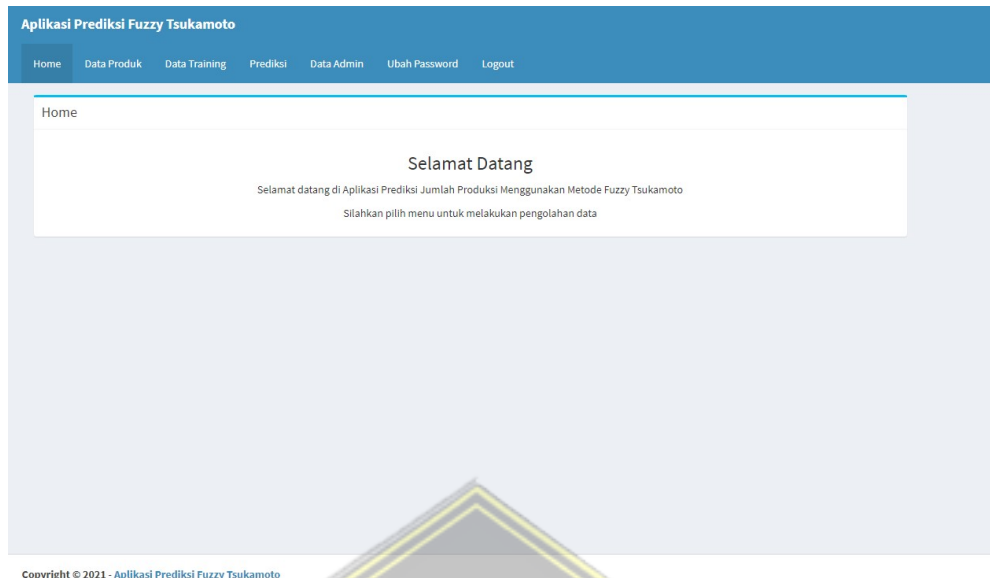 Aplikasi Prediksi Fuzzy Tsukamoto
Home Data Produk Data Training Prediksi Data Admin Ubah Password Logout
Home
Selamat Datang
Selamat datang di Aplikasi Prediksi Jumlah Produksi Menggunakan Metode Fuzzy Tsukamoto
Silahkan pilih menu untuk melakukan pengolahan data
Copyright © 2021 - Aplikasi Prediksi Fuzzy Tsukamoto